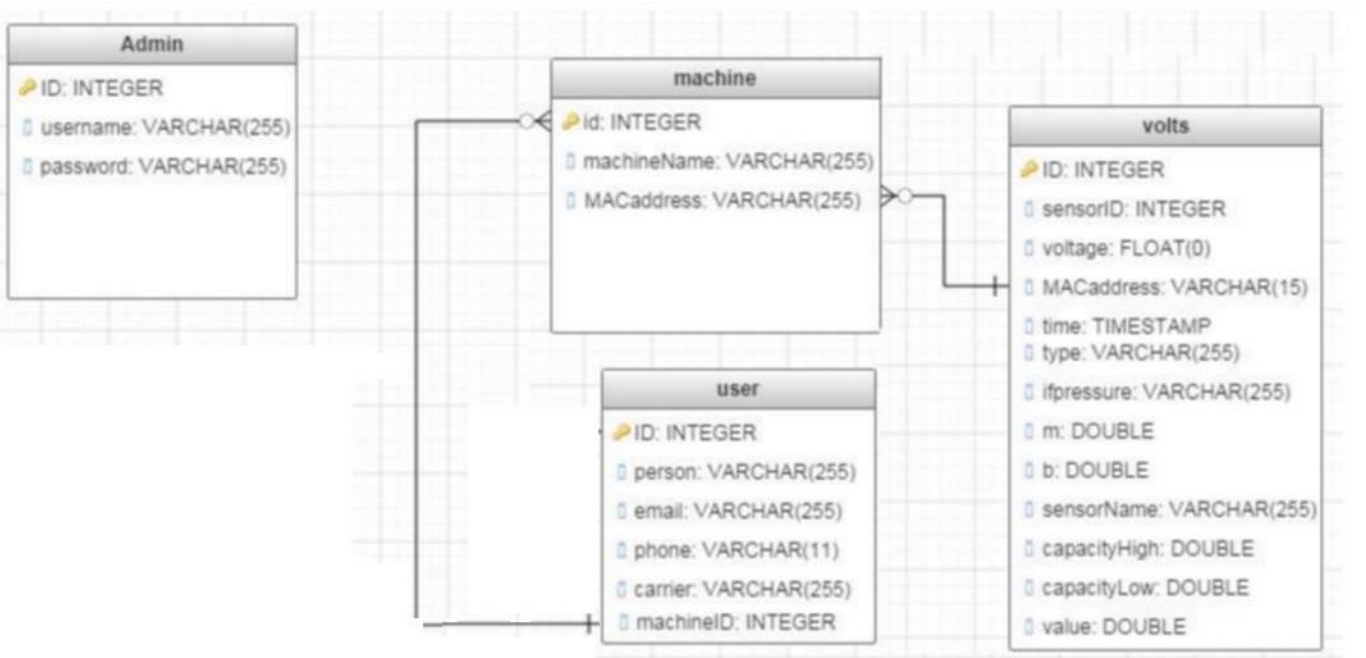 Admin
ID: INTEGER
username: VARCHAR(255)
password: VARCHAR(255)
machine
id: INTEGER
machineName: VARCHAR(255)
MACaddress: VARCHAR(255)
volts
ID: INTEGER
sensorID: INTEGER
voltage: FLOAT(0)
MACaddress: VARCHAR(15)
time: TIMESTAMP
type: VARCHAR(255)
ifpressure: VARCHAR(255)
m: DOUBLE
b: DOUBLE
sensorName: VARCHAR(255)
capacityHigh: DOUBLE
capacityLow: DOUBLE
value: DOUBLE
user
ID: INTEGER
person: VARCHAR(255)
email: VARCHAR(255)
phone: VARCHAR(11)
carrier: VARCHAR(255)
machineID: INTEGER